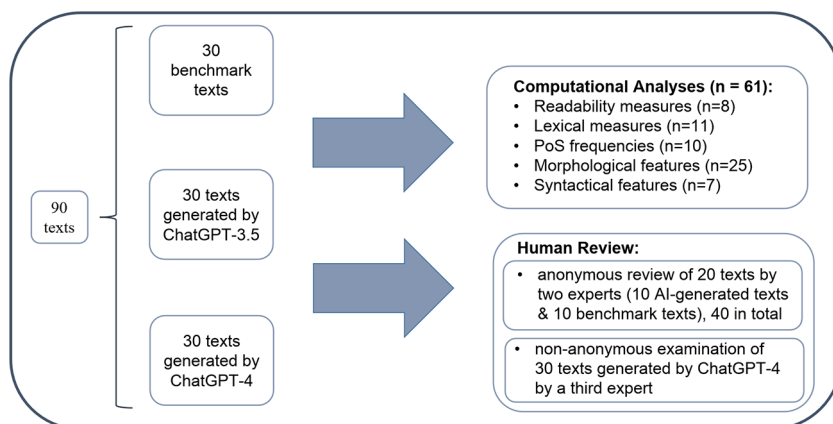 90
texts
30
benchmark
texts
30 texts
generated by
ChatGPT-3.5
30 texts
generated by
ChatGPT-4
Computational Analyses (n = 61):
• Readability measures (n=8)
• Lexical measures (n=11)
• PoS frequencies (n=10)
• Morphological features (n=25)
• Syntactical features (n=7)
Human Review:
• anonymous review of 20 texts by
two experts (10 AI-generated texts
& 10 benchmark texts), 40 in total
• non-anonymous examination of
30 texts generated by ChatGPT-4
by a third expert